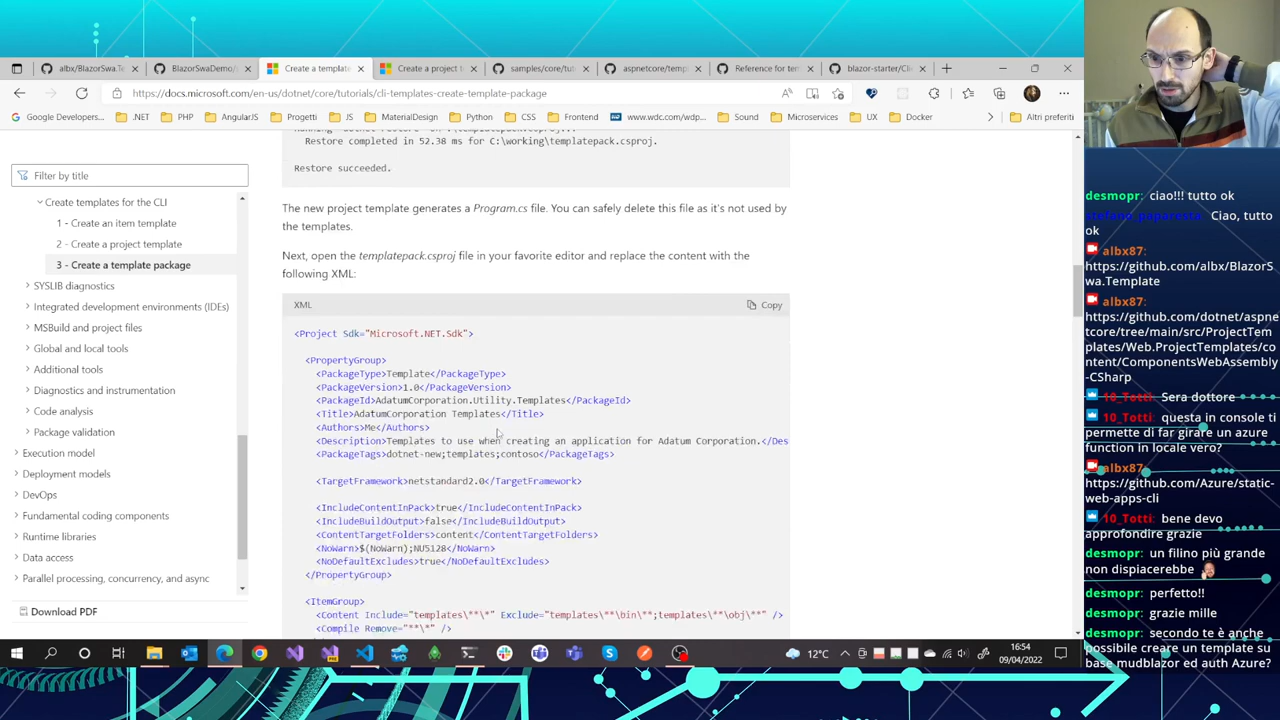 albx/BlazorSwa.Te
BlazorSwaDemo/
Create a template
Create a project te
samples/core/tut
aspnetcore/temp
Reference for tem
blazor-starter/Clie
https://docs.microsoft.com/en-us/dotnet/core/tutorials/cli-templates-create-template-package
Google Developers...
.NET
PHP
AngularJS
Progetti
JS
MaterialDesign
Python
CSS
Frontend
www.wdc.com/wdp...
Sound
Microservices
UX
Docker
Altri preferiti
Filter by title
Create templates for the CLI
1 - Create an item template
2 - Create a project template
3 - Create a template package
SYSLIB diagnostics
Integrated development environments (IDEs)
MSBuild and project files
Global and local tools
Additional tools
Diagnostics and instrumentation
Code analysis
Package validation
Execution model
Deployment models
DevOps
Fundamental coding components
Runtime libraries
Data access
Parallel processing, concurrency, and async
Download PDF
Restore completed in 52.38 ms for C:\working\templatepack.csproj.
Restore succeeded.
The new project template generates a Program.cs file. You can safely delete this file as it's not used by
the templates.
Next, open the templatepack.csproj file in your favorite editor and replace the content with the
following XML:
XML
Copy
<Project Sdk="Microsoft.NET.Sdk">
<PropertyGroup>
<PackageType>Template</PackageType>
<PackageVersion>1.0</PackageVersion>
<PackageId>AdatumCorporation.Utility.Templates</PackageId>
<Title>AdatumCorporation Templates</Title>
<Authors>Me</Authors>
<Description>Templates to use when creating an application for Adatum Corporation.</Des
<PackageTags>dotnet-new;templates;contoso</PackageTags>
<TargetFramework>netstandard2.0</TargetFramework>
<IncludeContentInPack>true</IncludeContentInPack>
<IncludeBuildOutput>false</IncludeBuildOutput>
<ContentTargetFolders>content</ContentTargetFolders>
<NoWarn>$(NoWarn);NU5128</NoWarn>
<NoDefaultExcludes>true</NoDefaultExcludes>
</PropertyGroup>
<ItemGroup>
<Content Include="templates\**\*" Exclude="templates\**\bin\**;templates\**\obj\**" />
<Compile Remove="**\*" />
12°C
16:54
09/04/2022
desmopr: ciao!!! tutto ok
stefano_paparesta: Ciao, tutto
ok
albx87:
https://github.com/albx/BlazorS
wa.Template
albx87:
https://github.com/dotnet/aspne
tcore/tree/main/src/ProjectTem
plates/Web.ProjectTemplates/co
ntent/ComponentsWebAssembly
-CSharp
10_Totti: Sera dottore
10_Totti: questa in console ti
permette di far girare un azure
function in locale vero?
albx87:
https://github.com/Azure/static-
web-apps-cli
10_Totti: bene devo
approfondire grazie
desmopr: un filino più grande
non dispiacerebbe
desmopr: perfetto!!
desmopr: grazie mille
desmopr: secondo te è anche
possibile creare un template su
base mudblazor ed auth Azure?